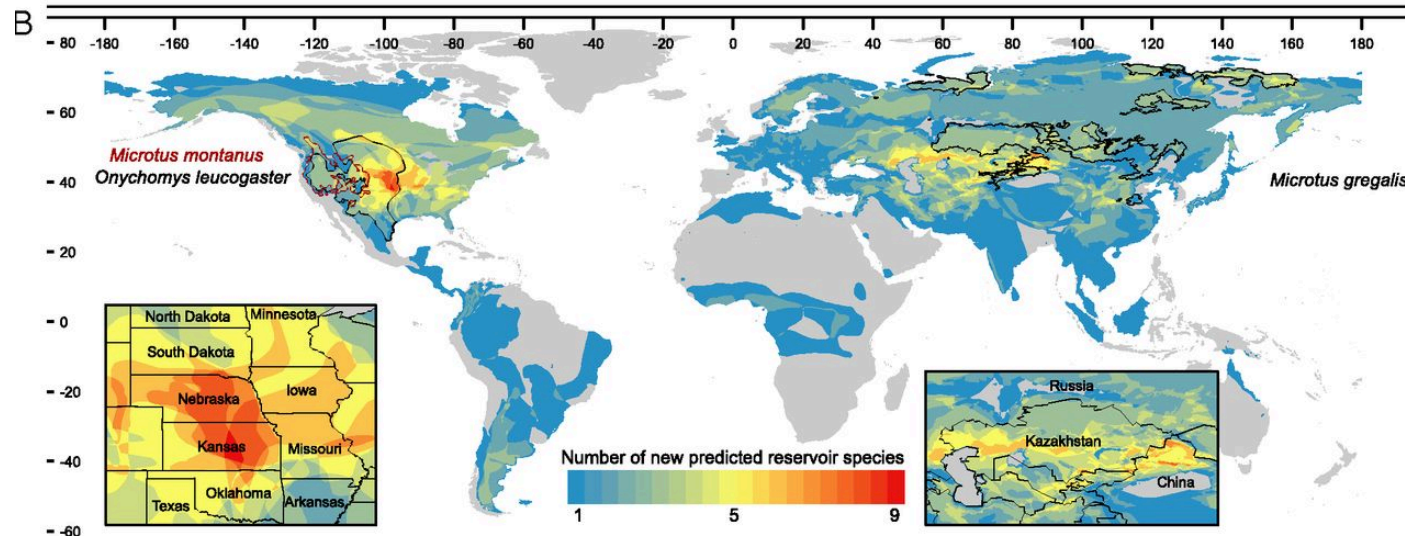 B
80 -180 -160 -140 -120 -100 -80 -60 -40 -20 0 20 40 60 80 100 120 140 160 180
60
40
20
0
-20
-40
-60
Microtus montanus
Onychomys leucogaster
Microtus gregalis
North Dakota
Minnesota
South Dakota
Nebraska
Iowa
Kansas
Missouri
Oklahoma
Texas
Arkansas
Number of new predicted reservoir species
1 5 9
Russia
Kazakhstan
China